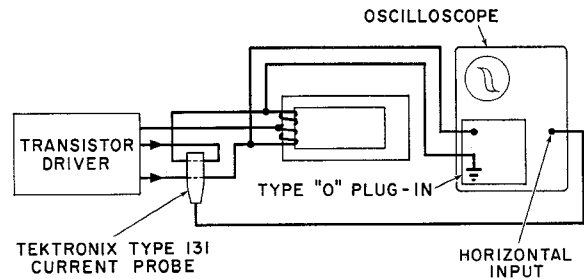 OSCILLOSCOPE
TRANSISTOR
DRIVER
TYPE "O" PLUG-IN
TEKTRONIX TYPE 131
CURRENT PROBE
HORIZONTAL
INPUT